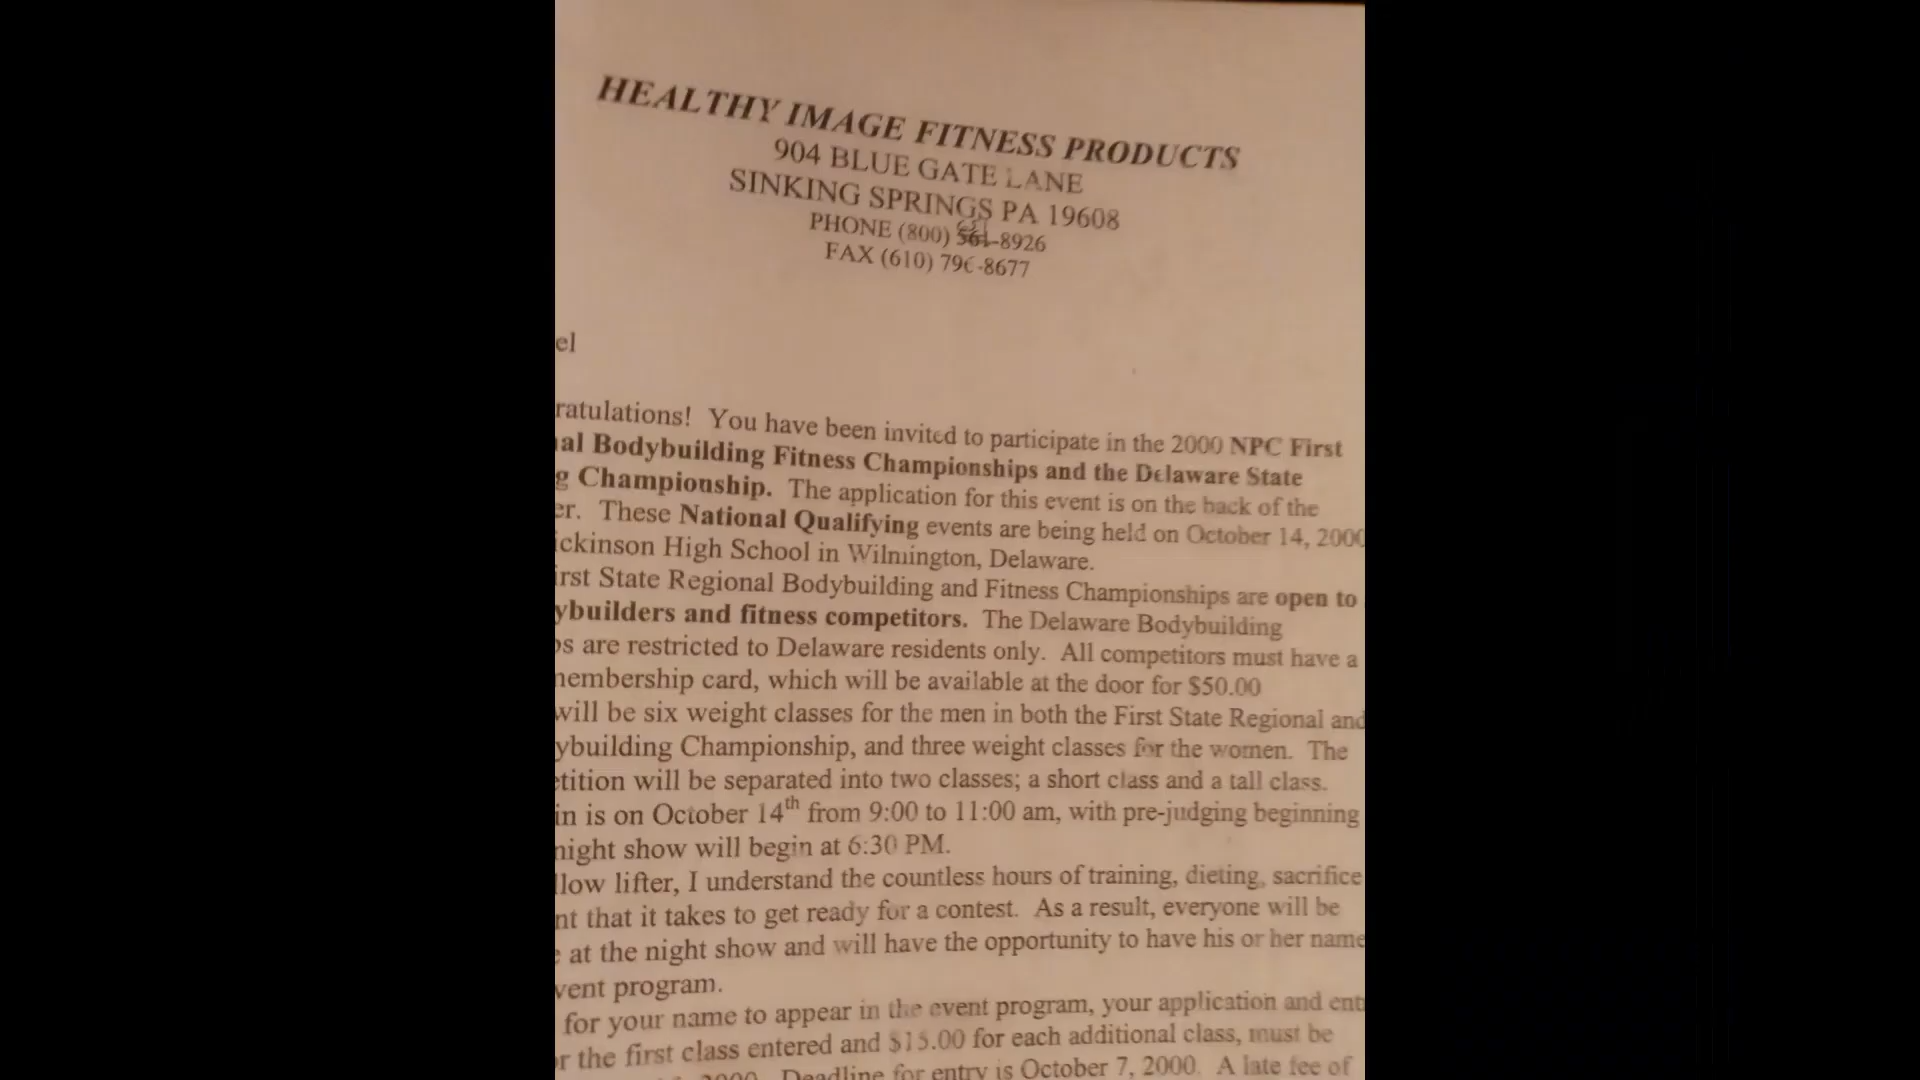 HEALTHY IMAGE FITNESS PRODUCTS
904 BLUE GATE LANE
SINKING SPRINGS PA 19608
PHONE (800) 561-8926
FAX (610) 796-8677
el
ratulations! You have been invited to participate in the 2000 NPC First
al Bodybuilding Fitness Championships and the Delaware State
g Championship. The application for this event is on the back of the
er. These National Qualifying events are being held on October 14, 2000
ickinson High School in Wilmington, Delaware.
irst State Regional Bodybuilding and Fitness Championships are open to
ybuilders and fitness competitors. The Delaware Bodybuilding
s are restricted to Delaware residents only. All competitors must have a
membership card, which will be available at the door for $50.00
will be six weight classes for the men in both the First State Regional and
ybuilding Championship, and three weight classes for the women. The
etition will be separated into two classes; a short class and a tall class.
in is on October 14th from 9:00 to 11:00 am, with pre-judging beginning
night show will begin at 6:30 PM.
llow lifter, I understand the countless hours of training, dieting, sacrifice
nt that it takes to get ready for a contest. As a result, everyone will be
at the night show and will have the opportunity to have his or her name
vent program.
for your name to appear in the event program, your application and ent
r the first class entered and $15.00 for each additional class, must be
2000. Deadline for entry is October 7, 2000. A late fee of